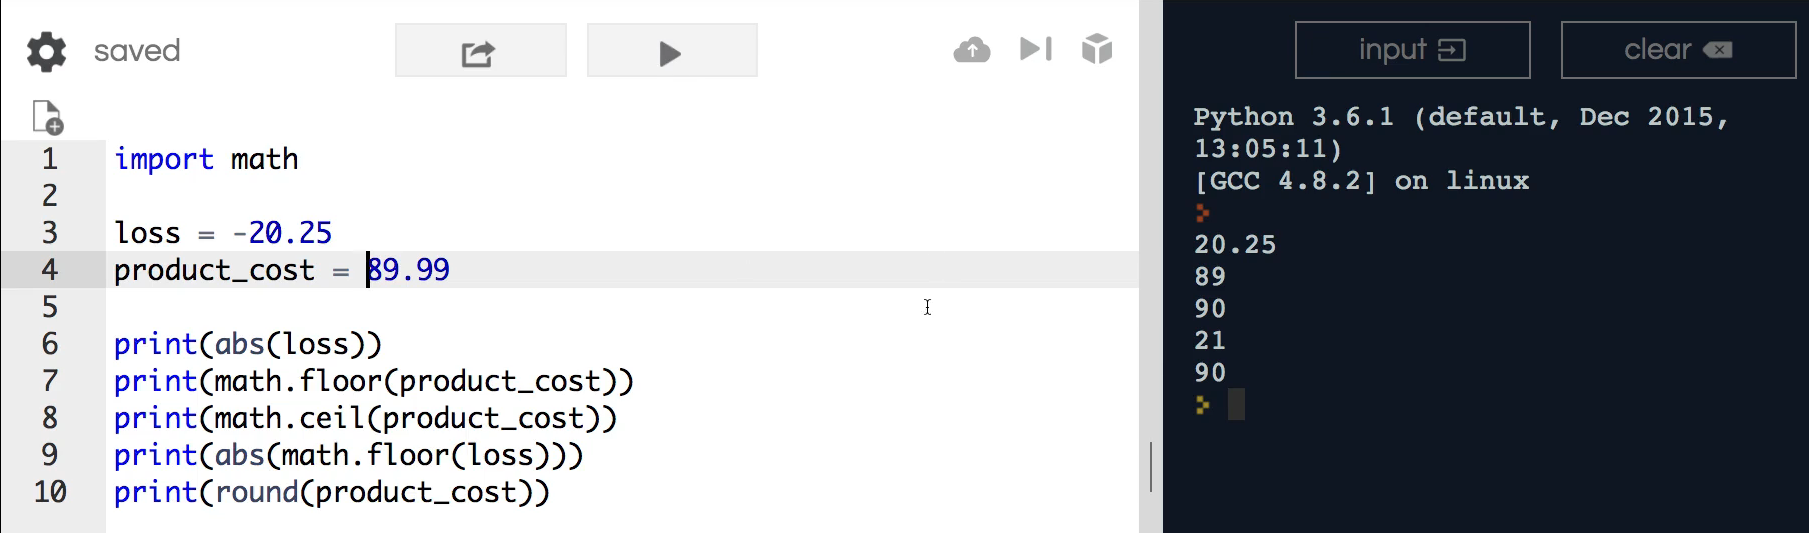 saved
1 import math
2
3 loss = -20.25
4 product_cost = 89.99
5
6 print(abs(loss))
7 print(math.floor(product_cost))
8 print(math.ceil(product_cost))
9 print(abs(math.floor(loss)))
10 print(round(product_cost))
input
clear
Python 3.6.1 (default, Dec 2015,
13:05:11)
[GCC 4.8.2] on linux
20.25
89
90
21
90